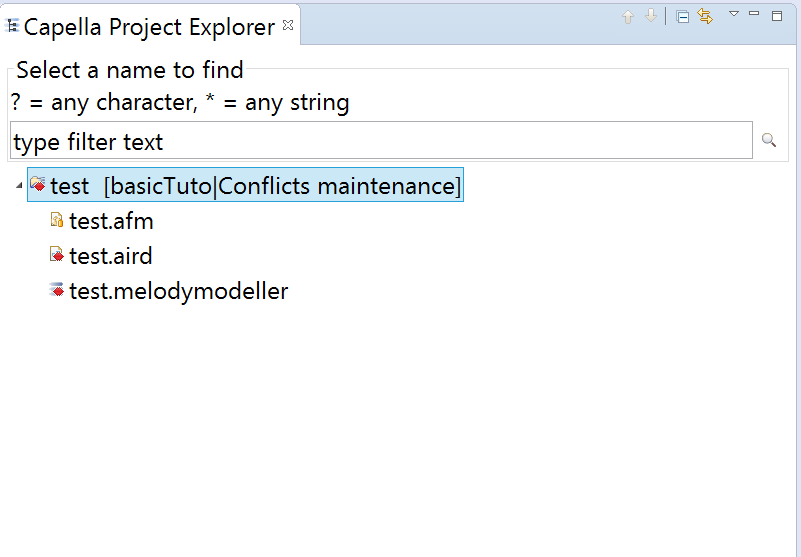 Capella Project Explorer
Select a name to find
? = any character, * = any string
type filter text
test [basicTuto|Conflicts maintenance]
test.afm
test.aird
test.melodymodeller